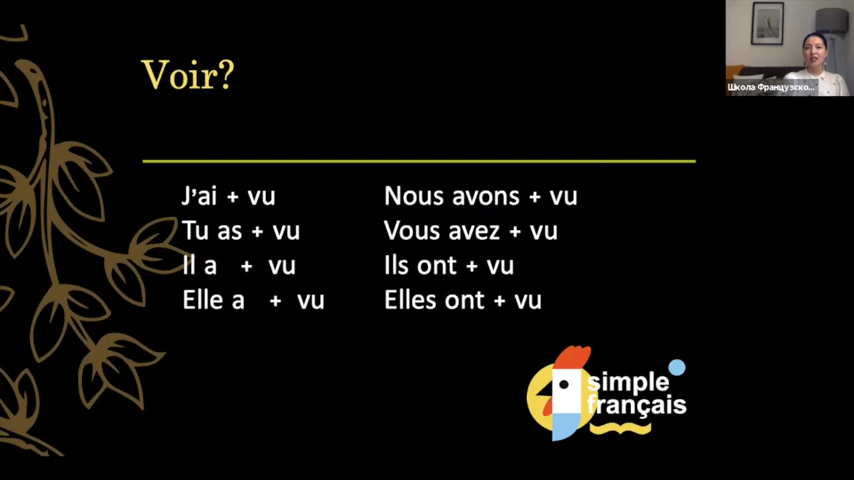 Voir?
Школа Французско...
J'ai + vu
Tu as + vu
Il a + vu
Elle a + vu
Nous avons + vu
Vous avez + vu
Ils ont + vu
Elles ont + vu
simple
français